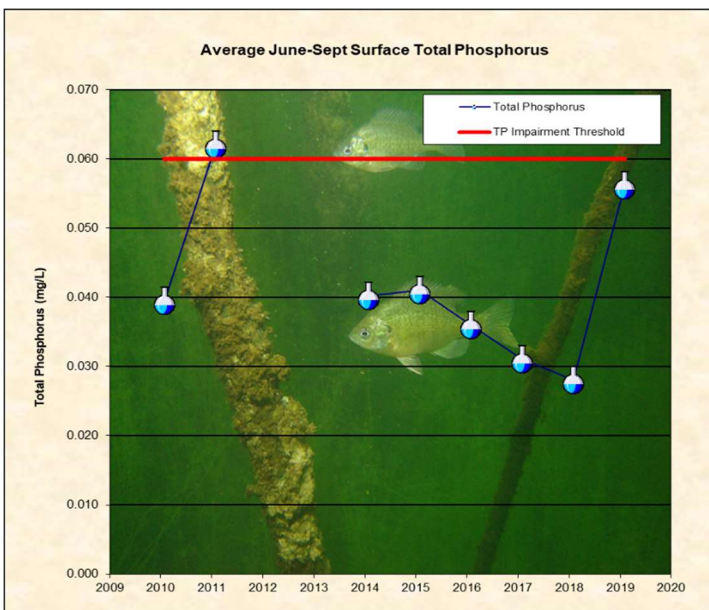 Average June-Sept Surface Total Phosphorus
Total Phosphorus
TP Impairment Threshold
Total Phosphorus (mg/L)
0.070
0.060
0.050
0.040
0.030
0.020
0.010
0.000
2009 2010 2011 2012 2013 2014 2015 2016 2017 2018 2019 2020